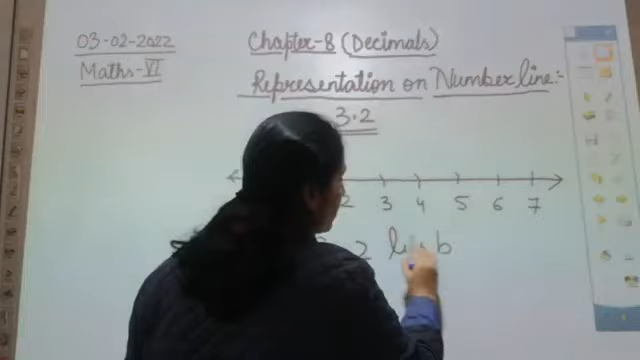 03-02-2022
Chapter-8 (Decimals)
Maths-VI
Representation on Number line:-
3.2
2 3 4 5 6 7
2